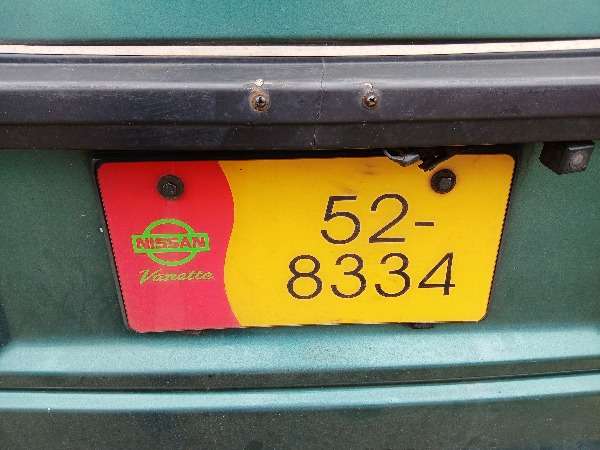 NISSAN
Vanette
52-
8334